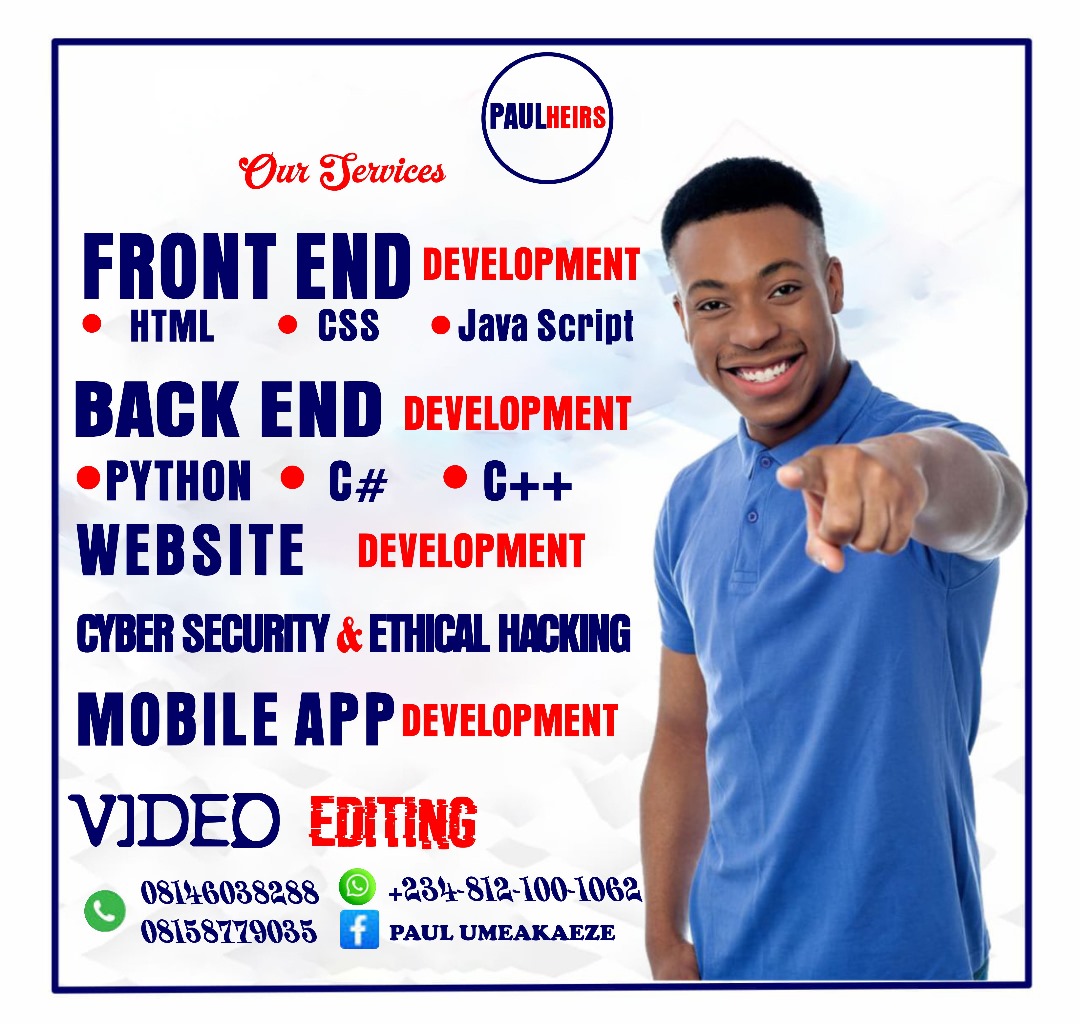 PAULHEIRS
Our Services
FRONT END DEVELOPMENT
• HTML • CSS • Java Script
BACK END DEVELOPMENT
• PYTHON • C# • C++
WEBSITE DEVELOPMENT
CYBER SECURITY & ETHICAL HACKING
MOBILE APP DEVELOPMENT
VIDEO EDITING
08146038288 +234-812-100-1062
08158779035 PAUL UMEAKAEZE